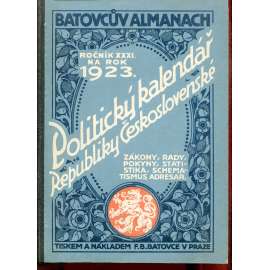 BATOVCŮV ALMANACH
ROČNÍK XXXI.
NA ROK
1923.
Politický kalendář
Republiky Československé
ZÁKONY, RADY,
POKYNY, STATI-
STIKA, SCHEMA-
TISMUS ADRESÁŘ.
TISKEM A NÁKLADEM F.B.BATOVCE V PRAZE